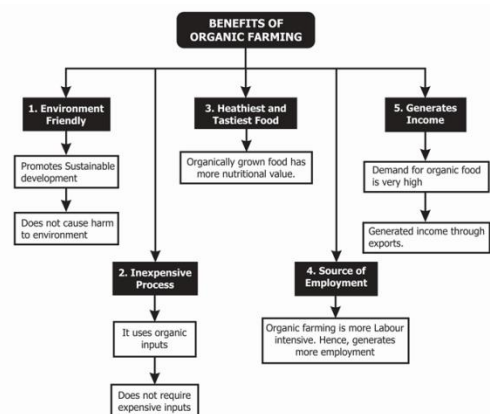 BENEFITS OF
ORGANIC FARMING
1. Environment
Friendly
Promotes Sustainable
development
Does not cause harm
to environment
2. Inexpensive
Process
It uses organic
inputs
Does not require
expensive inputs
3. Heathiest and
Tastiest Food
Organically grown food has
more nutritional value.
4. Source of
Employment
Organic farming is more Labour
intensive. Hence, generates
more employment
5. Generates
Income
Demand for organic food
is very high
Generated income through
exports.